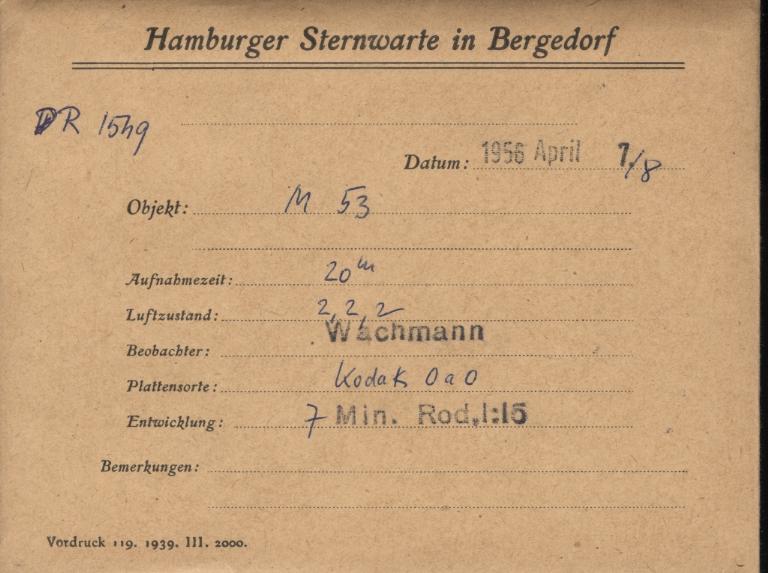 Hamburger Sternwarte in Bergedorf
DR 1549
Datum: 1956 April 7/8
Objekt: M 53
Aufnahmezeit: 20m
Luftzustand: 2, 2, 2
Beobachter: Wachmann
Plattensorte: Kodak OaO
Entwicklung: 7 Min. Rod. 1:15
Bemerkungen:
Vordruck 119. 1939. III. 2000.